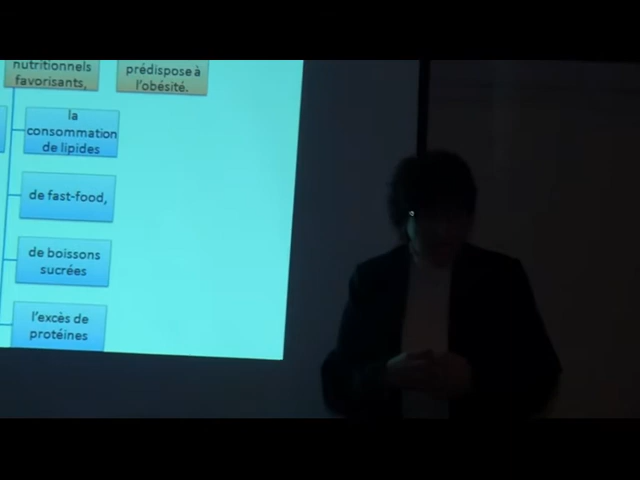 nutritionnels
favorisants,
prédispose à
l'obésité.
la
consommation
de lipides
de fast-food,
de boissons
sucrées
l'excès de
protéines